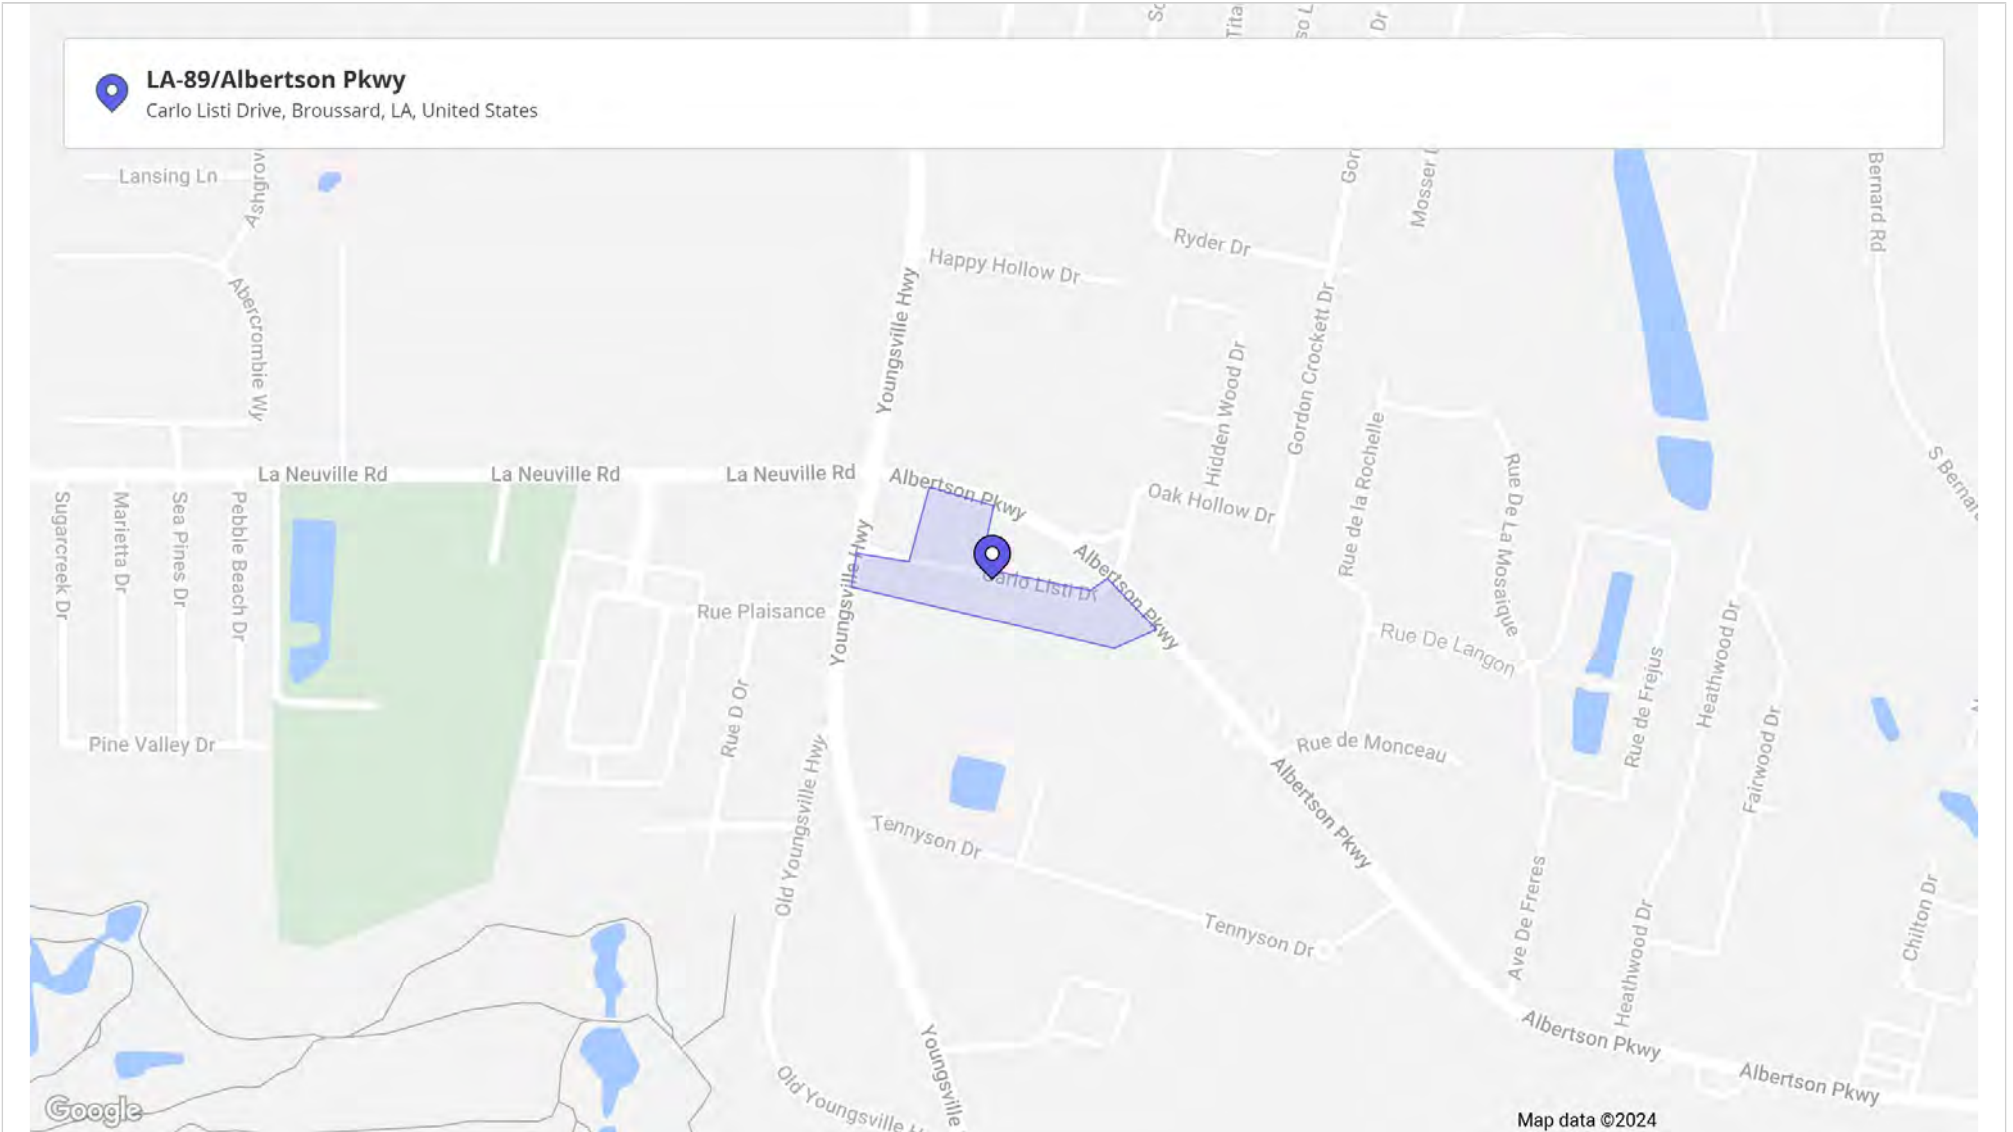 LA-89/Albertson Pkwy
Carlo Listi Drive, Broussard, LA, United States
Dr
Lansing Ln
Bernard Rd
Ryder Dr
Happy Hollow Dr
Abercrombie Wy
Youngsville Hwy
Gordon Crockett Dr
Hidden Wood Dr
Rue de la Rochelle
Rue De La Mosaique
La Neuville Rd
La Neuville Rd
La Neuville Rd
Albertson Pkwy
Oak Hollow Dr
Sugarcreek Dr
Marietta Dr
Sea Pines Dr
Pebble Beach Dr
Youngsville Hwy
Albertson Pkwy
Carlo Listi Dr
Rue Plaisance
Rue De Langon
Heathwood Dr
Rue de Frejus
Rue D Or
Fairwood Dr
Pine Valley Dr
Rue de Monceau
Old Youngsville Hwy
Albertson Pkwy
Tennyson Dr
Ave De Freres
Chilton Dr
Tennyson Dr
Heathwood Dr
Albertson Pkwy
Youngsville
Old Youngsville
Albertson Pkwy
Google
Map data ©2024